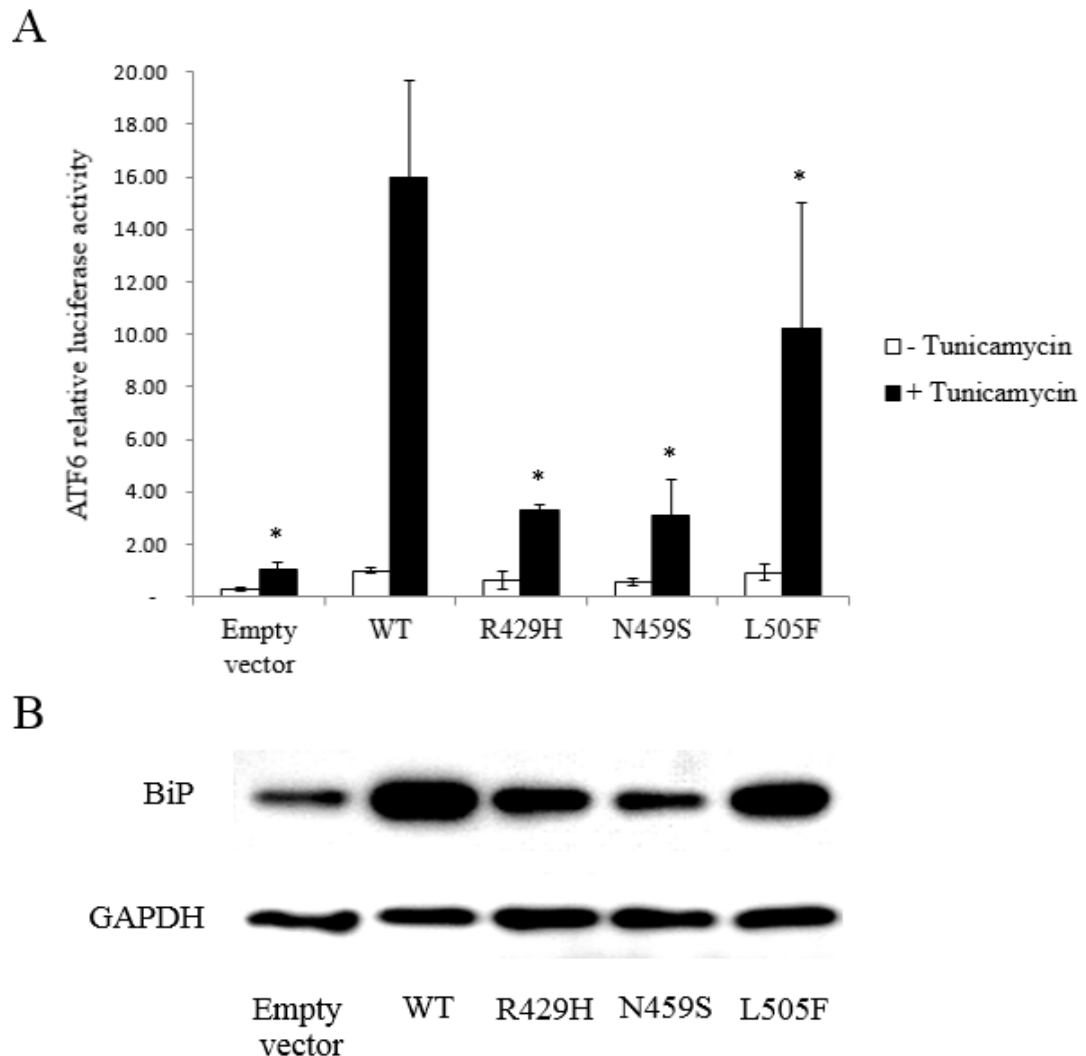 A
ATF6 relative luciferase activity
20.00
18.00
16.00
14.00
12.00
10.00
8.00
6.00
4.00
2.00
-
* * * *
Empty vector
WT
R429H
N459S
L505F
- Tunicamycin
+ Tunicamycin
B
BiP
GAPDH
Empty vector
WT
R429H
N459S
L505F